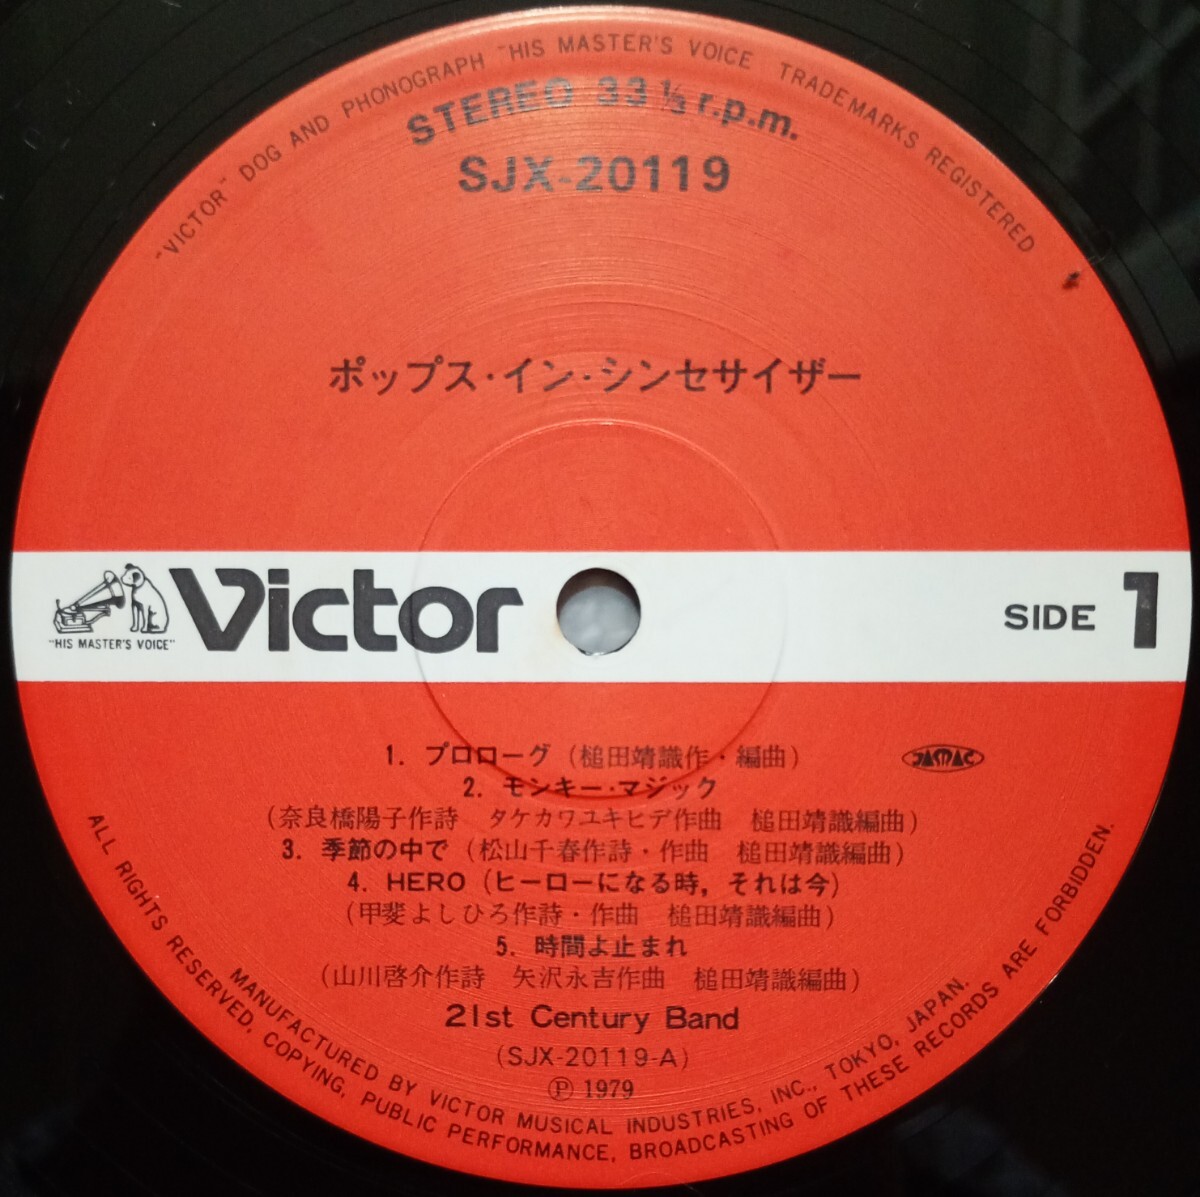 "VICTOR" DOG AND PHONOGRAPH "HIS MASTER'S VOICE TRADEMARKS REGISTERED
STEREO 33 1/3 r.p.m.
SJX-20119
ポップス・イン・シンセサイザー
"HIS MASTER'S VOICE"
Victor
SIDE 1
1. プロローグ (槌田靖識作・編曲)
JASRAC
2. モンキー・マジック
(奈良橋陽子作詩 タケカワユキヒデ作曲 槌田靖識編曲)
3. 季節の中で (松山千春作詩・作曲 槌田靖識編曲)
4. HERO (ヒーローになる時, それは今)
(甲斐よしひろ作詩・作曲 槌田靖識編曲)
5. 時間よ止まれ
(山川啓介作詩 矢沢永吉作曲 槌田靖識編曲)
21st Century Band
(SJX-20119-A)
Ⓟ 1979
MANUFACTURED BY VICTOR MUSICAL INDUSTRIES, INC., TOKYO, JAPAN.
ALL RIGHTS RESERVED, COPYING, PUBLIC PERFORMANCE, BROADCASTING OF THESE RECORDS ARE FORBIDDEN.